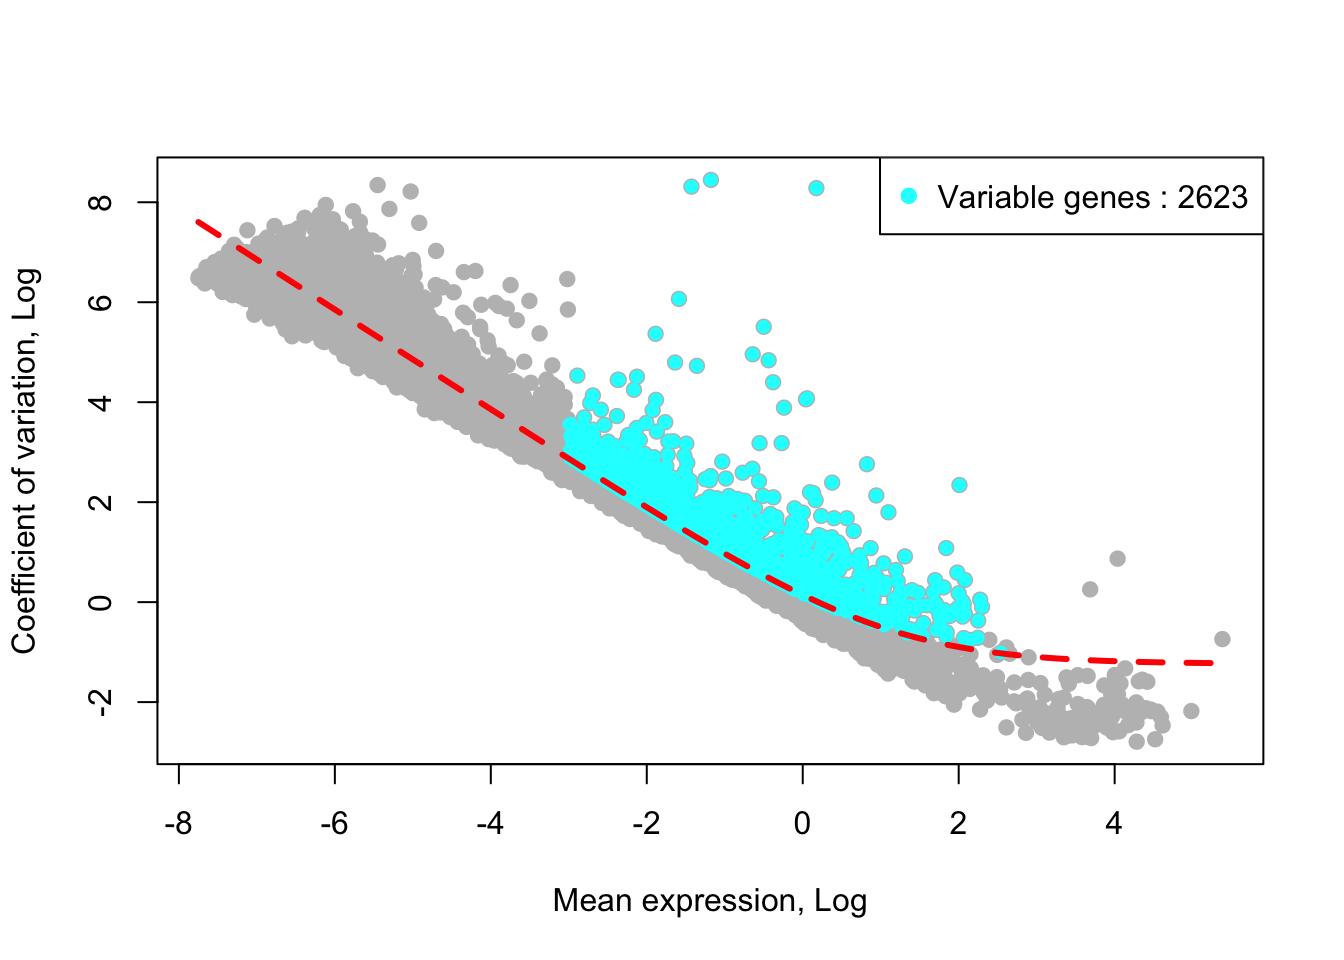 Variable genes : 2623
Coefficient of variation, Log
8
6
4
2
0
-2
-8 -6 -4 -2 0 2 4
Mean expression, Log